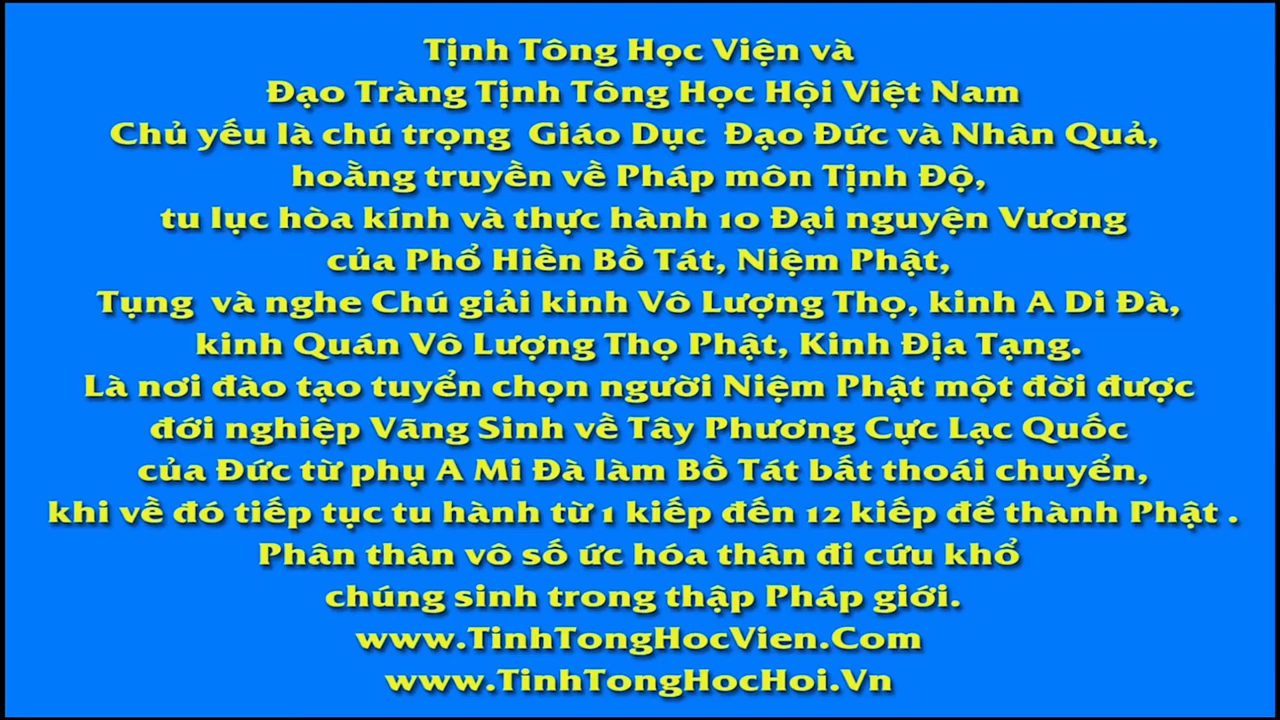 Tịnh Tông Học Viện và
Đạo Tràng Tịnh Tông Học Hội Việt Nam
Chủ yếu là chú trọng Giáo Dục Đạo Đức và Nhân Quả,
hoằng truyền về Pháp môn Tịnh Độ,
tu lục hòa kính và thực hành 10 Đại nguyện Vương
của Phổ Hiền Bồ Tát, Niệm Phật,
Tụng và nghe Chú giải kinh Vô Lượng Thọ, kinh A Di Đà,
kinh Quán Vô Lượng Thọ Phật, Kinh Địa Tạng.
Là nơi đào tạo tuyển chọn người Niệm Phật một đời được
đới nghiệp Vãng Sinh về Tây Phương Cực Lạc Quốc
của Đức từ phụ A Mi Đà làm Bồ Tát bất thoái chuyển,
khi về đó tiếp tục tu hành từ 1 kiếp đến 12 kiếp để thành Phật .
Phân thân vô số ức hóa thân đi cứu khổ
chúng sinh trong thập Pháp giới.
www.TinhTongHocVien.Com
www.TinhTongHocHoi.Vn